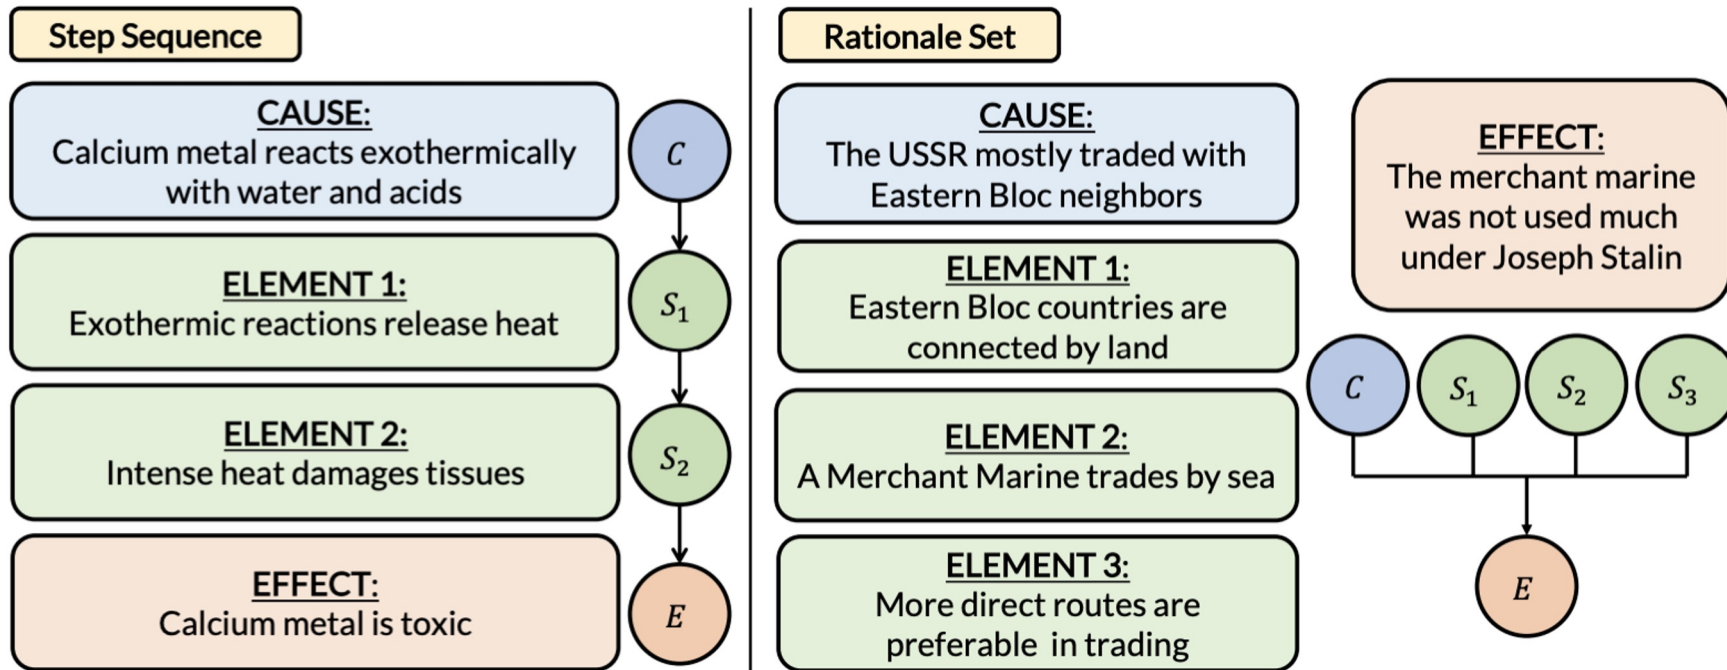 Step Sequence
CAUSE:
Calcium metal reacts exothermically
with water and acids
C
ELEMENT 1:
Exothermic reactions release heat
S₁
ELEMENT 2:
Intense heat damages tissues
S₂
EFFECT:
Calcium metal is toxic
E
Rationale Set
CAUSE:
The USSR mostly traded with
Eastern Bloc neighbors
ELEMENT 1:
Eastern Bloc countries are
connected by land
ELEMENT 2:
A Merchant Marine trades by sea
ELEMENT 3:
More direct routes are
preferable in trading
EFFECT:
The merchant marine
was not used much
under Joseph Stalin
C S₁ S₂ S₃
E